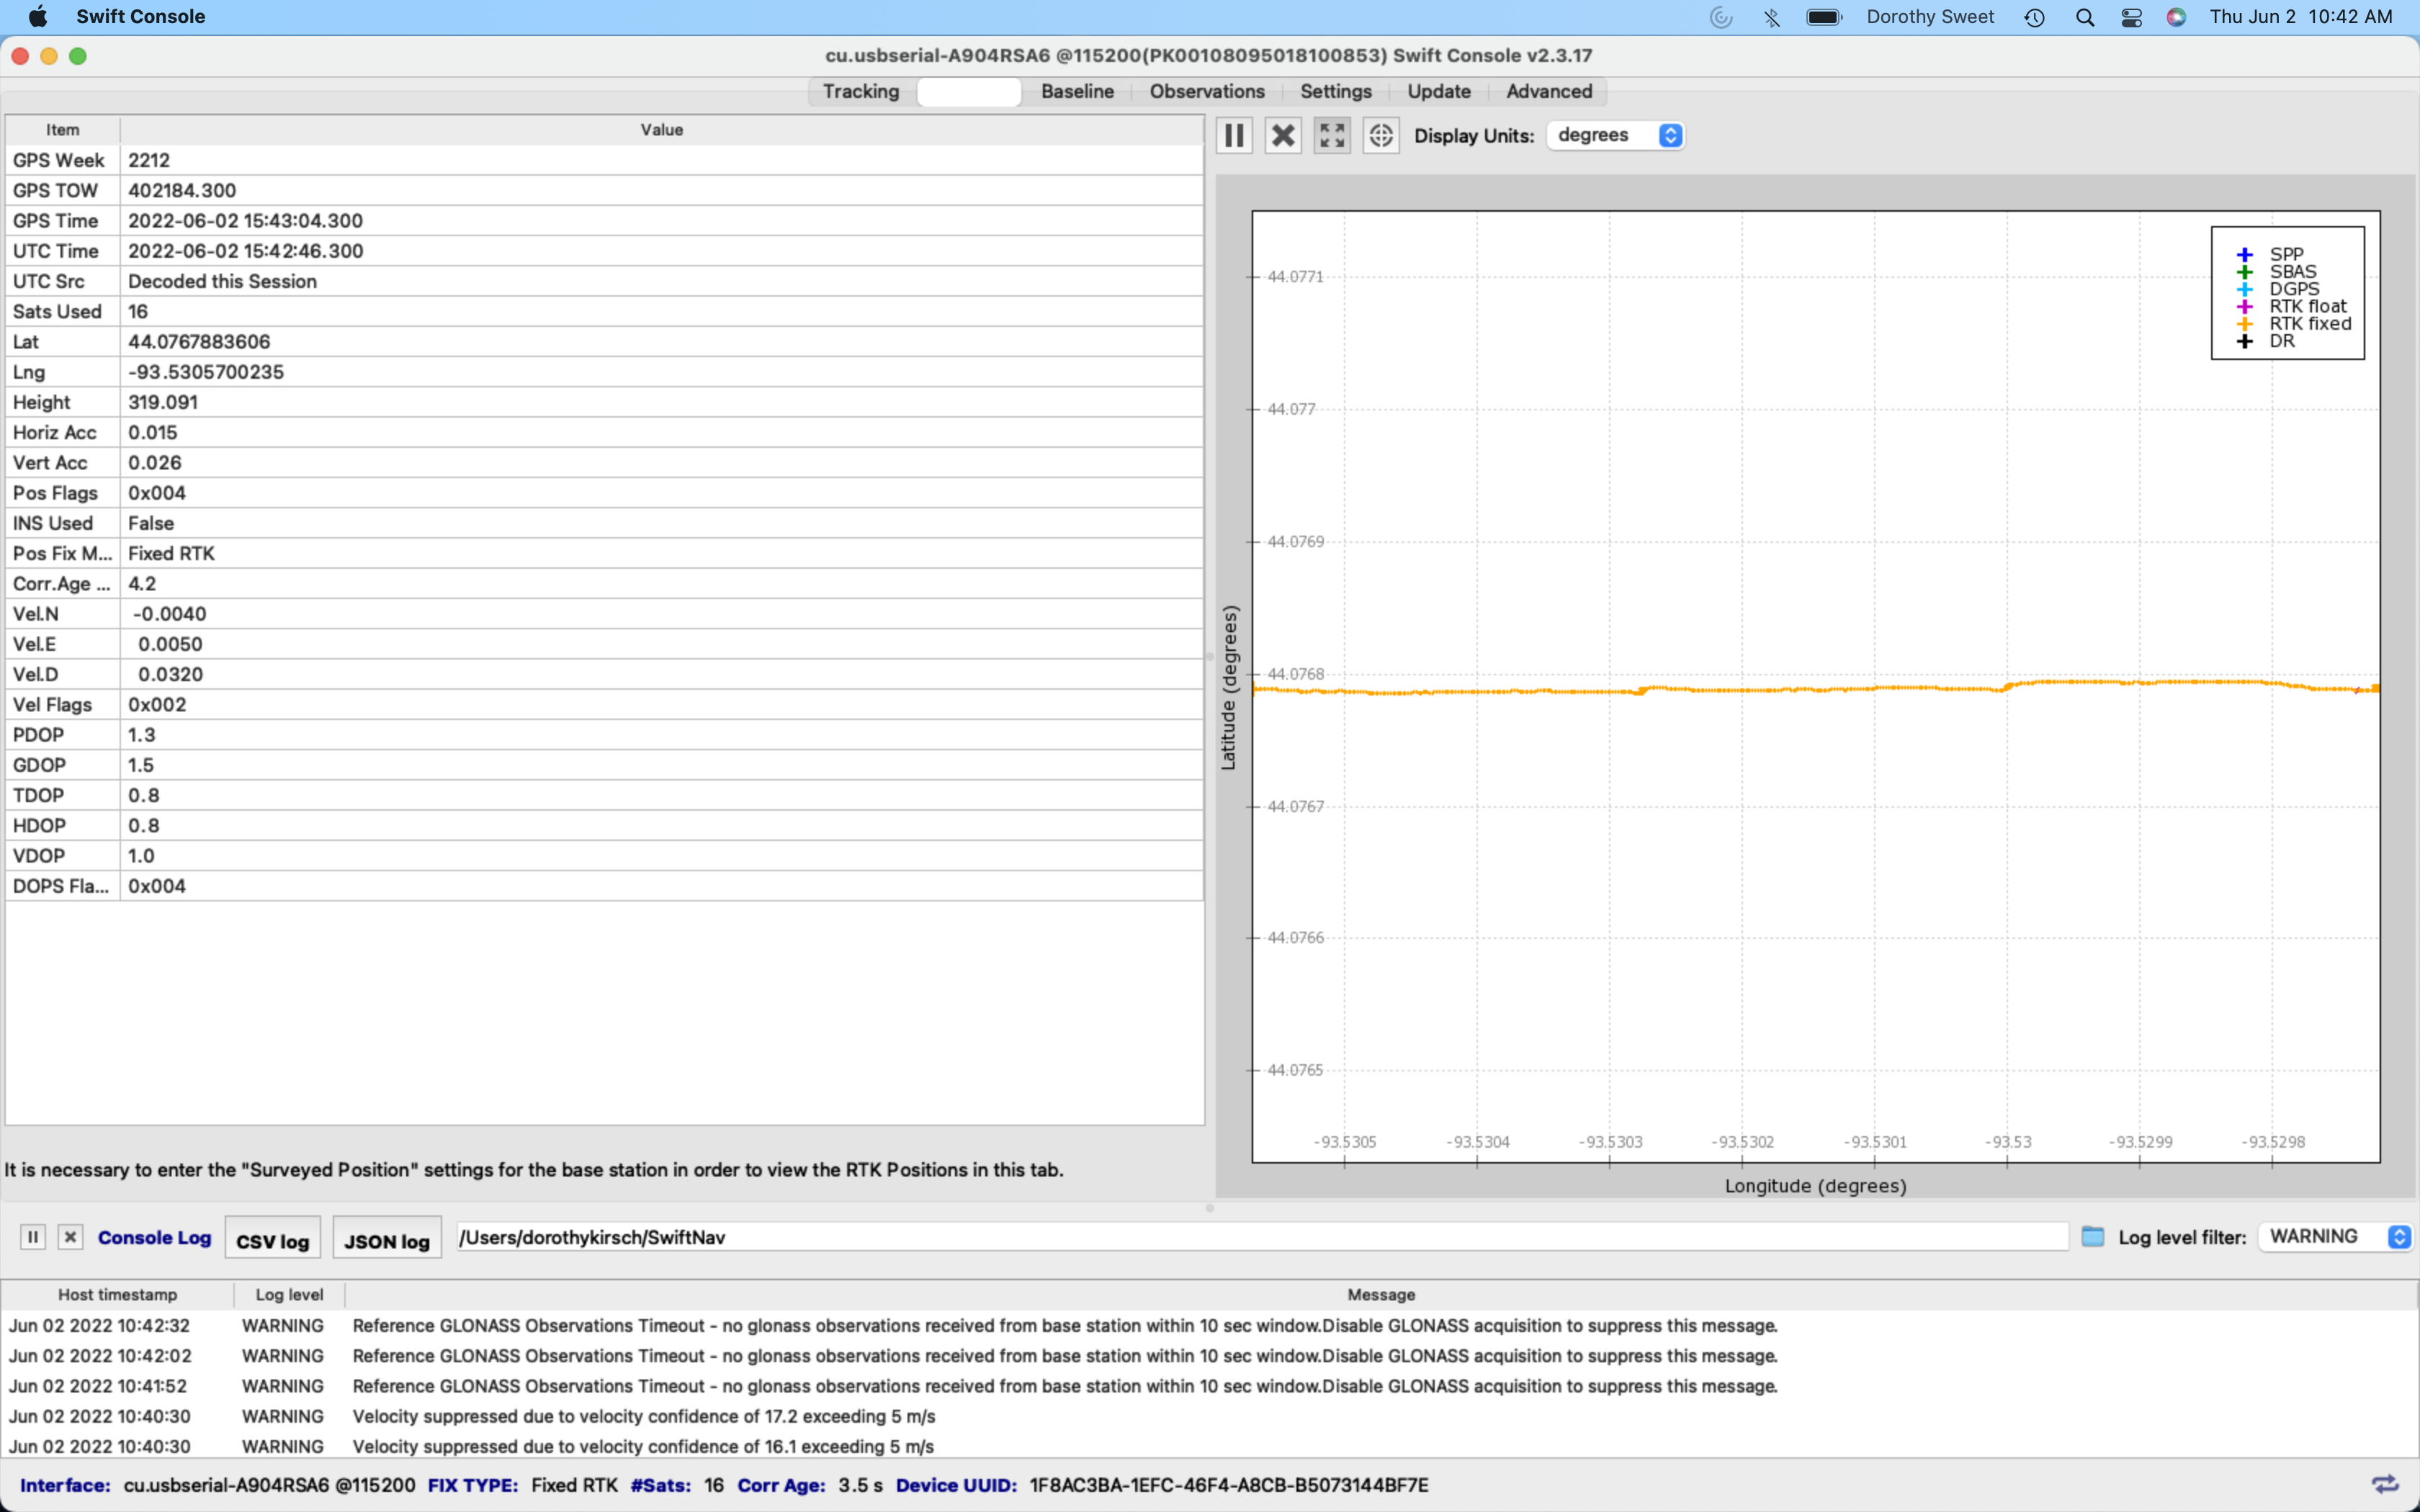 Swift Console
Dorothy Sweet
Thu Jun 2 10:42 AM
cu.usbserial-A904RSA6 @115200(PK00108095018100853) Swift Console v2.3.17
Tracking Baseline Observations Settings Update Advanced
Item Value
GPS Week 2212
GPS TOW 402184.300
GPS Time 2022-06-02 15:43:04.300
UTC Time 2022-06-02 15:42:46.300
UTC Src Decoded this Session
Sats Used 16
Lat 44.0767883606
Lng -93.5305700235
Height 319.091
Horiz Acc 0.015
Vert Acc 0.026
Pos Flags 0x004
INS Used False
Pos Fix M... Fixed RTK
Corr.Age ... 4.2
Vel.N -0.0040
Vel.E 0.0050
Vel.D 0.0320
Vel Flags 0x002
PDOP 1.3
GDOP 1.5
TDOP 0.8
HDOP 0.8
VDOP 1.0
DOPS Fla... 0x004
It is necessary to enter the "Surveyed Position" settings for the base station in order to view the RTK Positions in this tab.
Display Units: degrees
SPP
SBAS
DGPS
RTK float
RTK fixed
DR
44.0771
44.077
44.0769
44.0768
44.0767
44.0766
44.0765
Latitude (degrees)
-93.5305 -93.5304 -93.5303 -93.5302 -93.5301 -93.53 -93.5299 -93.5298
Longitude (degrees)
Console Log CSV log JSON log /Users/dorothykirsch/SwiftNav Log level filter: WARNING
Host timestamp Log level Message
Jun 02 2022 10:42:32 WARNING Reference GLONASS Observations Timeout - no glonass observations received from base station within 10 sec window.Disable GLONASS acquisition to suppress this message.
Jun 02 2022 10:42:02 WARNING Reference GLONASS Observations Timeout - no glonass observations received from base station within 10 sec window.Disable GLONASS acquisition to suppress this message.
Jun 02 2022 10:41:52 WARNING Reference GLONASS Observations Timeout - no glonass observations received from base station within 10 sec window.Disable GLONASS acquisition to suppress this message.
Jun 02 2022 10:40:30 WARNING Velocity suppressed due to velocity confidence of 17.2 exceeding 5 m/s
Jun 02 2022 10:40:30 WARNING Velocity suppressed due to velocity confidence of 16.1 exceeding 5 m/s
Interface: cu.usbserial-A904RSA6 @115200 FIX TYPE: Fixed RTK #Sats: 16 Corr Age: 3.5 s Device UUID: 1F8AC3BA-1EFC-46F4-A8CB-B5073144BF7E